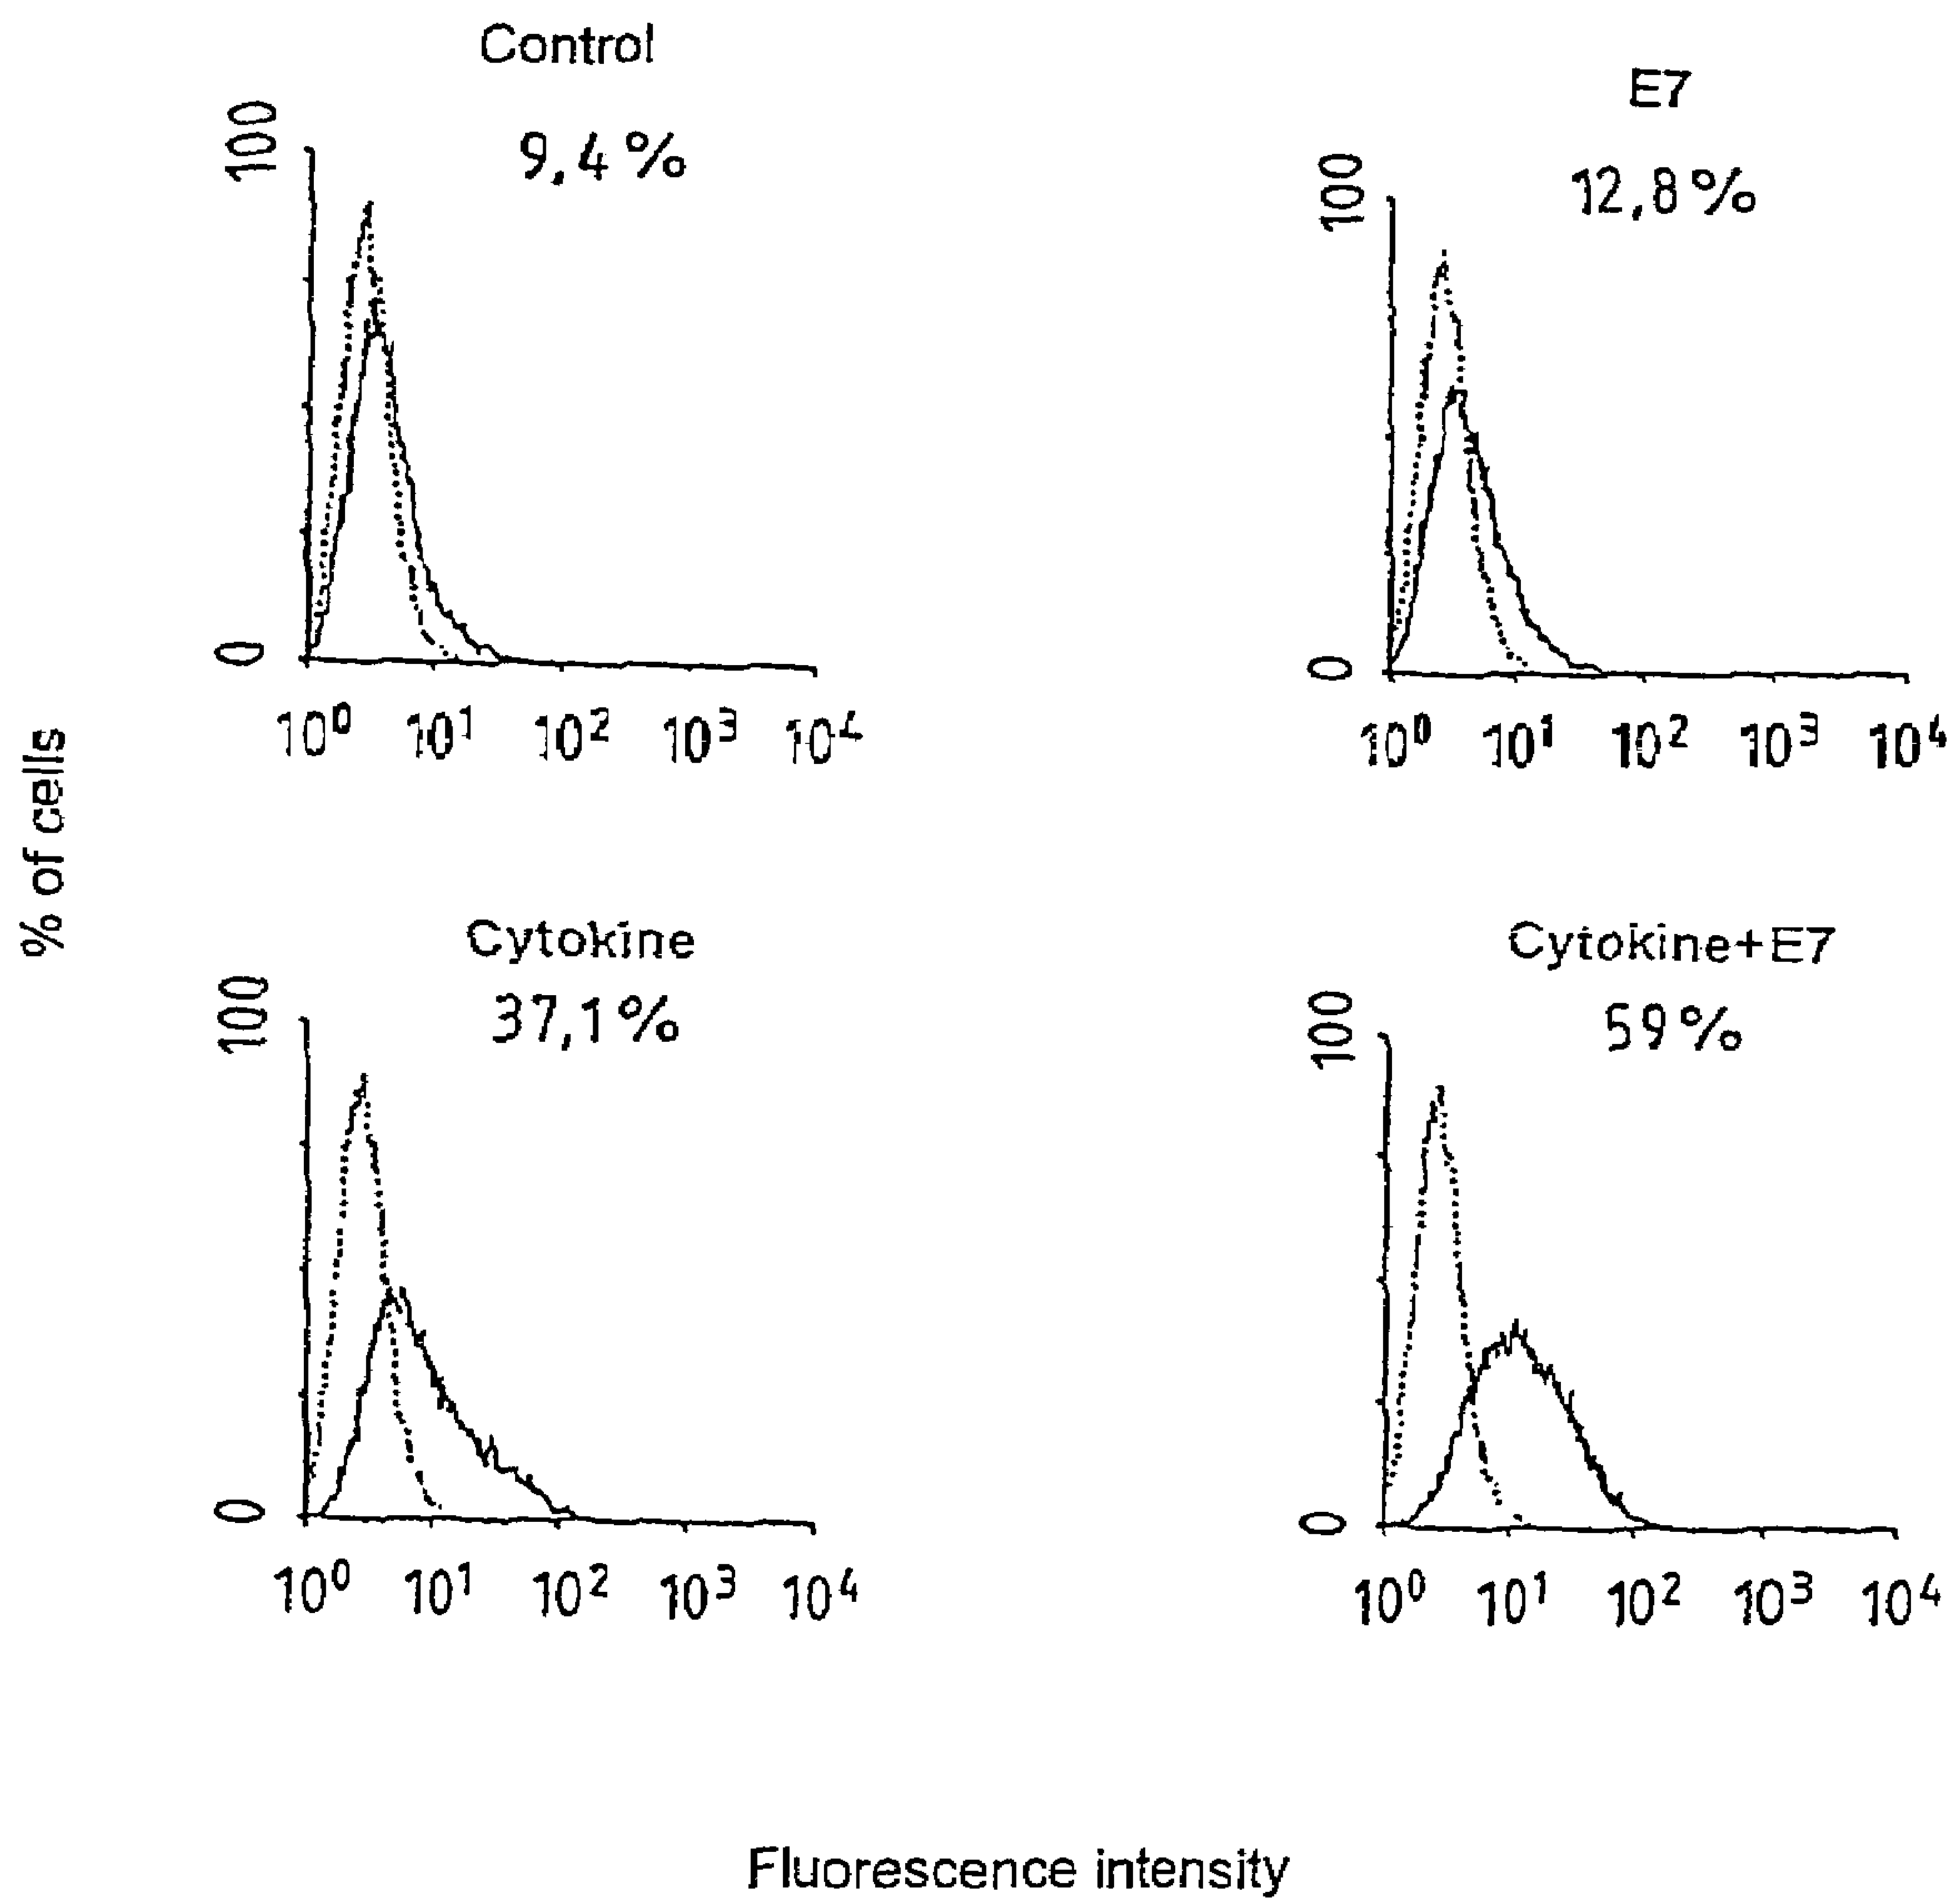 Control
9,4%
100
0
10⁰ 10¹ 10² 10³ 10⁴
E7
12,8%
100
0
10⁰ 10¹ 10² 10³ 10⁴
% of cells
Cytokine
37,1%
100
0
10⁰ 10¹ 10² 10³ 10⁴
Cytokine+E7
59%
100
0
10⁰ 10¹ 10² 10³ 10⁴
Fluorescence intensity